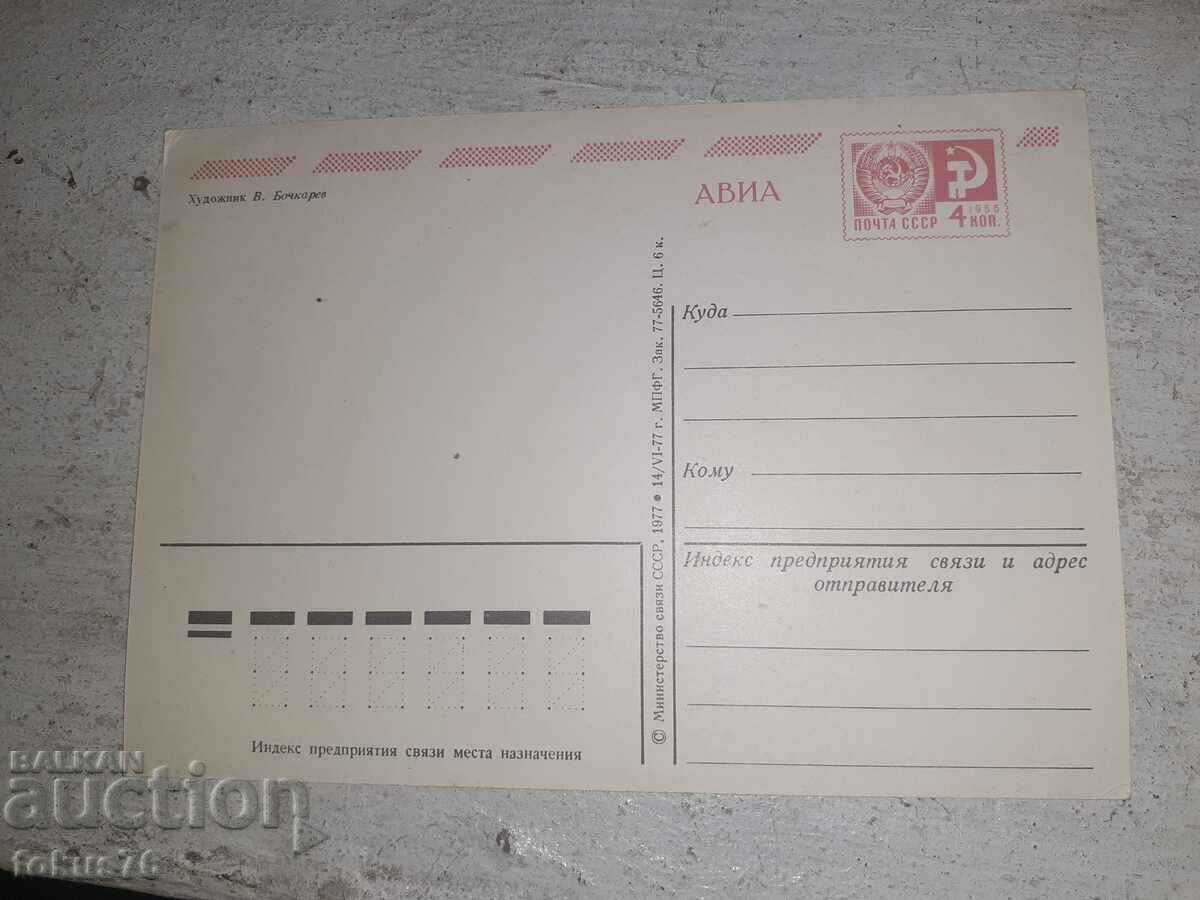 Художник В. Бочкарев
АВИА
1966
ПОЧТА СССР 4 КОП.
Куда
Кому
Индекс предприятия связи и адрес
отправителя
© Министерство связи СССР, 1977 • 14/VI-77 г. МПФГ. Зак. 77-5646. Ц. 6 к.
Индекс предприятия связи места назначения
BALKAN
auction
fokus76